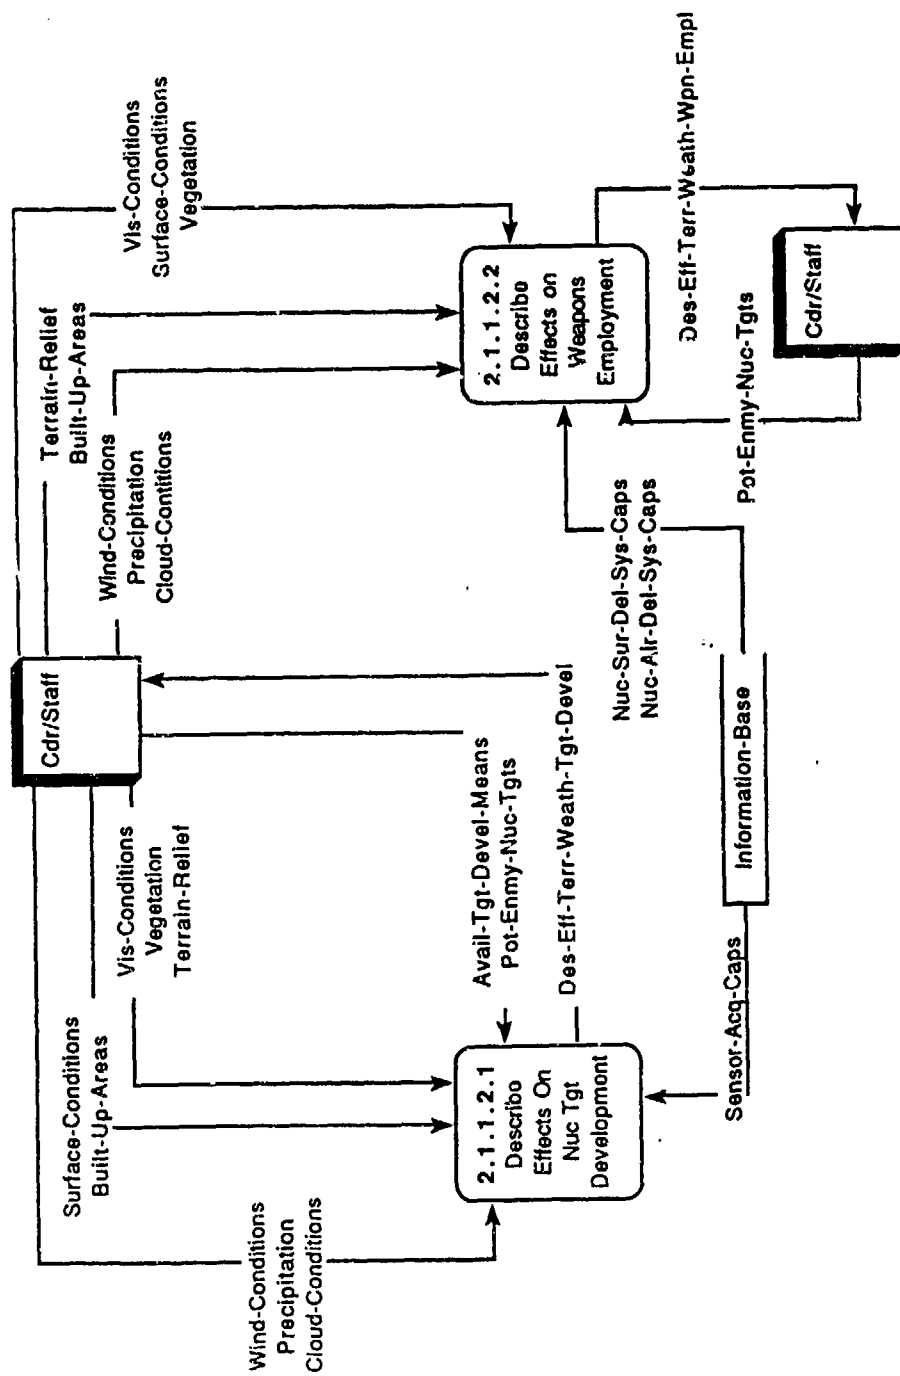 Cdr/Staff
Wind-Conditions
Precipitation
Cloud-Conditions
Surface-Conditions
Built-Up-Areas
Vis-Conditions
Vegetation
Terrain-Relief
Wind-Conditions
Precipitation
Cloud-Contitions
Terrain-Relief
Built-Up-Areas
Vis-Conditions
Surface-Conditions
Vegetation
Avail-Tgt-Devel-Means
Pot-Enmy-Nuc-Tgts
Des-Eff-Terr-Weath-Tgt-Devel
2.1.1.2.1
Describe
Effects On
Nuc Tgt
Development
2.1.1.2.2
Describe
Effects on
Weapons
Employment
Nuc-Sur-Del-Sys-Caps
Nuc-Air-Del-Sys-Caps
Des-Eff-Terr-Weath-Wpn-Empl
Pot-Enmy-Nuc-Tgts
Sensor-Acq-Caps
Information-Base
Cdr/Staff